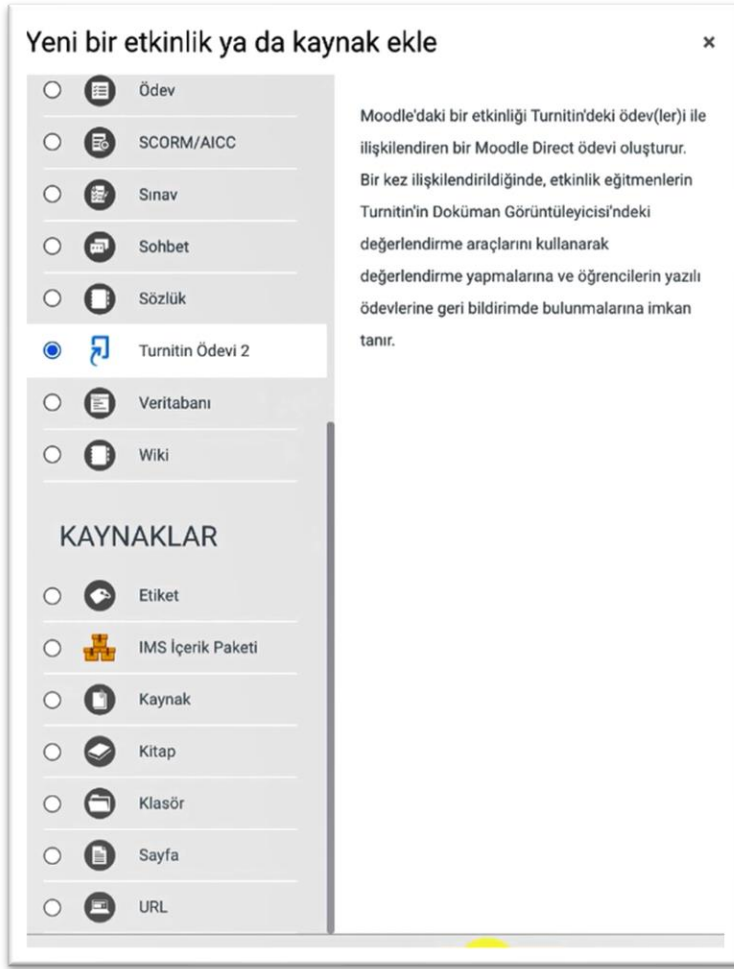 Yeni bir etkinlik ya da kaynak ekle
×
Ödev
SCORM/AICC
Sınav
Sohbet
Sözlük
Turnitin Ödevi 2
Veritabanı
Wiki
KAYNAKLAR
Etiket
IMS İçerik Paketi
Kaynak
Kitap
Klasör
Sayfa
URL
Moodle'daki bir etkinliği Turnitin'deki ödev(ler)i ile
ilişkilendiren bir Moodle Direct ödevi oluşturur.
Bir kez ilişkilendirildiğinde, etkinlik eğitmenlerin
Turnitin'in Doküman Görüntüleyicisi'ndeki
değerlendirme araçlarını kullanarak
değerlendirme yapmalarına ve öğrencilerin yazılı
ödevlerine geri bildirimde bulunmalarına imkan
tanır.